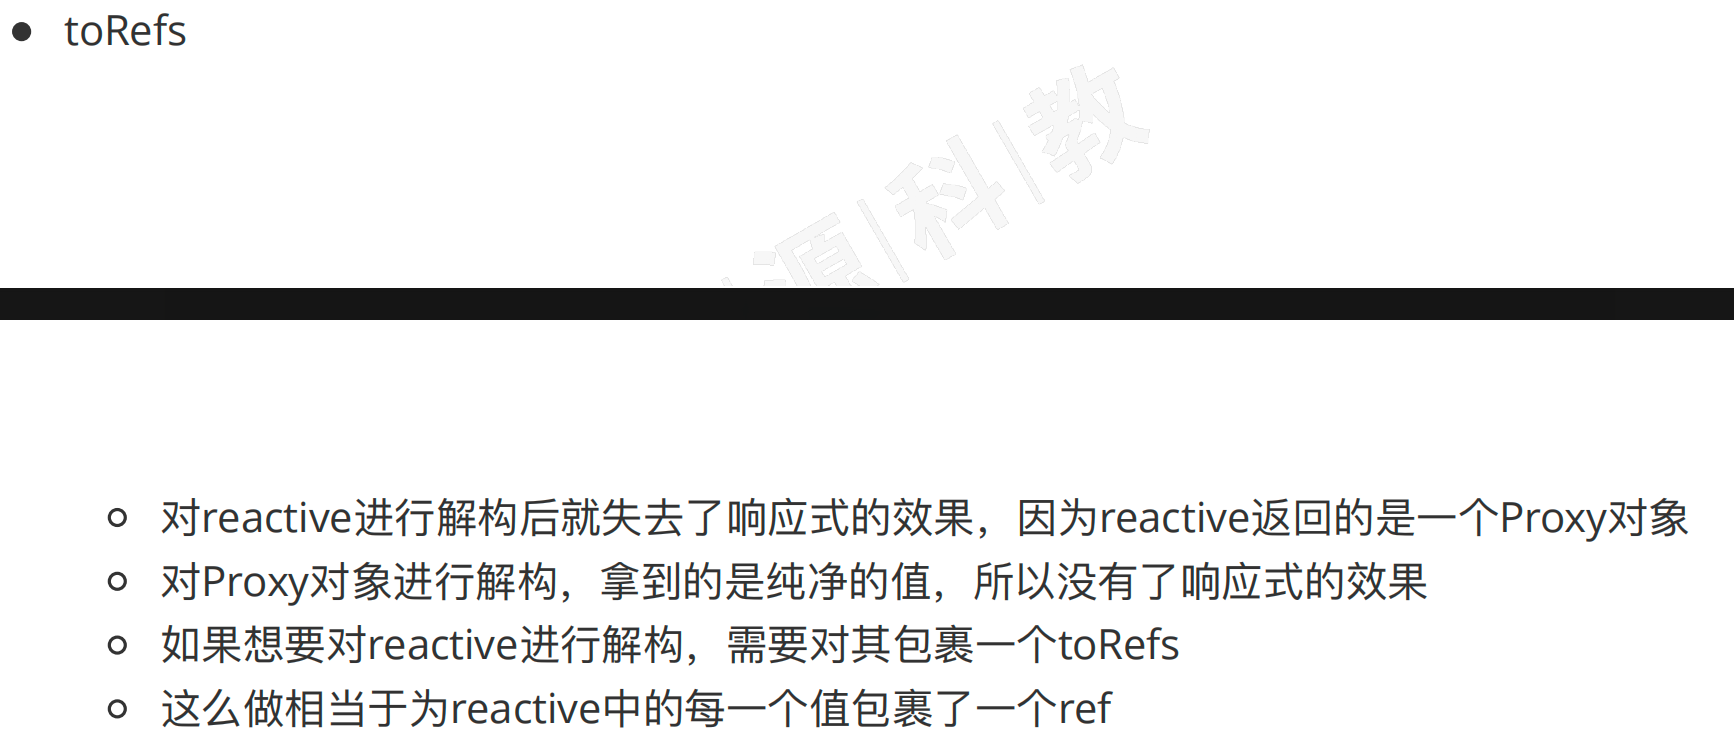 toRefs
源|科|教
对reactive进行解构后就失去了响应式的效果，因为reactive返回的是一个Proxy对象
对Proxy对象进行解构，拿到的是纯净的值，所以没有了响应式的效果
如果想要对reactive进行解构，需要对其包裹一个toRefs
这么做相当于为reactive中的每一个值包裹了一个ref